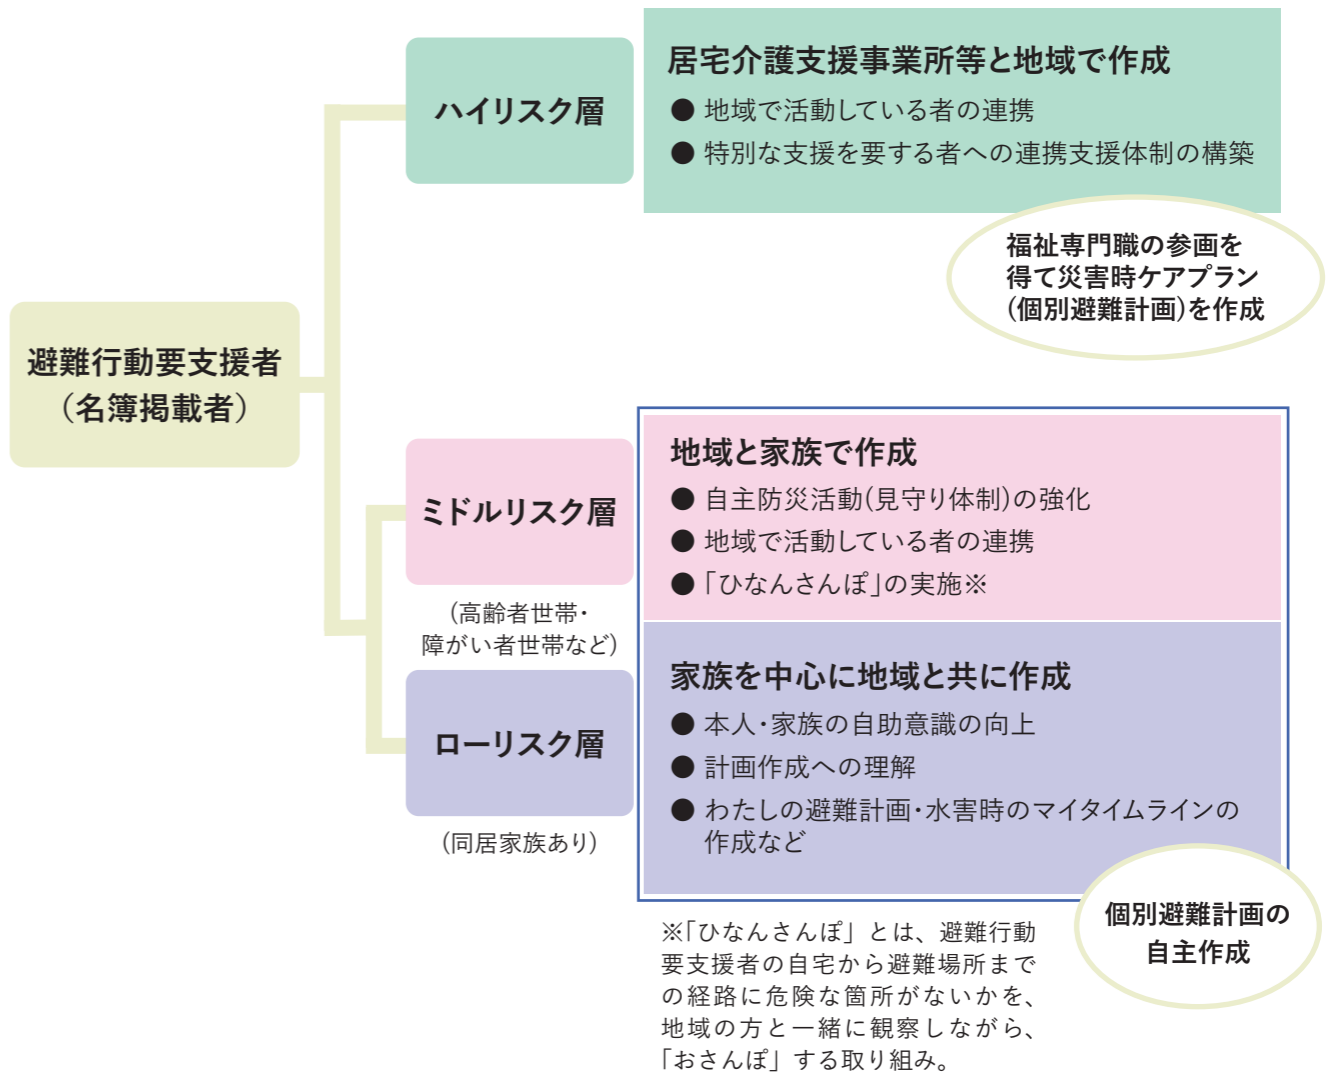 避難行動要支援者
（名簿掲載者）
ハイリスク層
居宅介護支援事業所等と地域で作成
● 地域で活動している者の連携
● 特別な支援を要する者への連携支援体制の構築
福祉専門職の参画を
得て災害時ケアプラン
(個別避難計画)を作成
ミドルリスク層
(高齢者世帯・
障がい者世帯など)
地域と家族で作成
● 自主防災活動(見守り体制)の強化
● 地域で活動している者の連携
● 「ひなんさんぽ」の実施※
ローリスク層
(同居家族あり)
家族を中心に地域と共に作成
● 本人・家族の自助意識の向上
● 計画作成への理解
● わたしの避難計画・水害時のマイタイムラインの
作成など
個別避難計画の
自主作成
※「ひなんさんぽ」とは、避難行動
要支援者の自宅から避難場所まで
の経路に危険な箇所がないかを、
地域の方と一緒に観察しながら、
「おさんぽ」する取り組み。